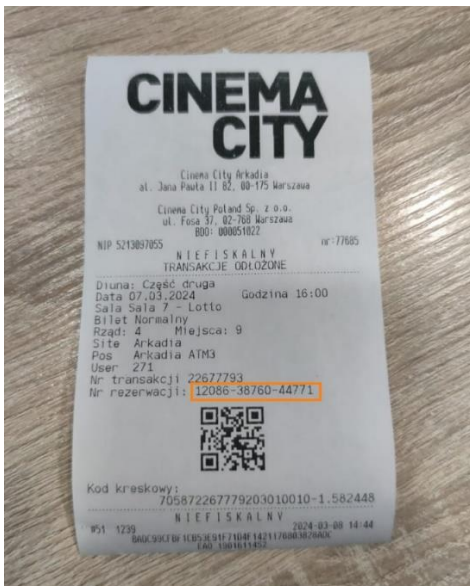 CINEMA
CITY
Cinema City Arkadia
al. Jana Pawła II 82, 00-175 Warszawa
Cinema City Poland Sp. z o.o.
ul. Fosa 37, 02-768 Warszawa
BDO: 000051822
NIP 5213097055 nr:77685
NIEFISKALNY
TRANSAKCJE ODŁOŻONE
Diuna: Część druga
Data 07.03.2024 Godzina 16:00
Sala Sala 7 - Lotto
Bilet Normalny
Rząd: 4 Miejsca: 9
Site Arkadia
Pos Arkadia ATM3
User 271
Nr transakcji 22677793
Nr rezerwacji: 12086-38760-44771
Kod kreskowy:
705872267779203010010-1.582448
NIEFISKALNY
#51 1239 2024-03-08 14:44